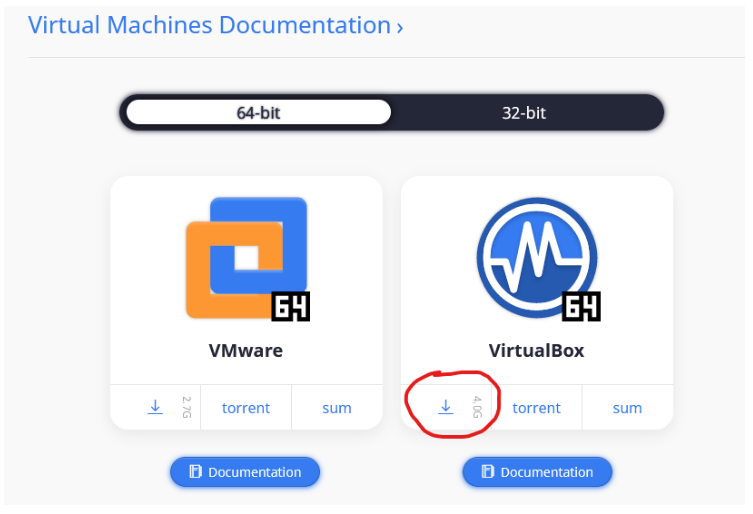 Virtual Machines Documentation ›
64-bit 32-bit
64 64
VMware VirtualBox
2.7G torrent sum 4.0G torrent sum
Documentation Documentation